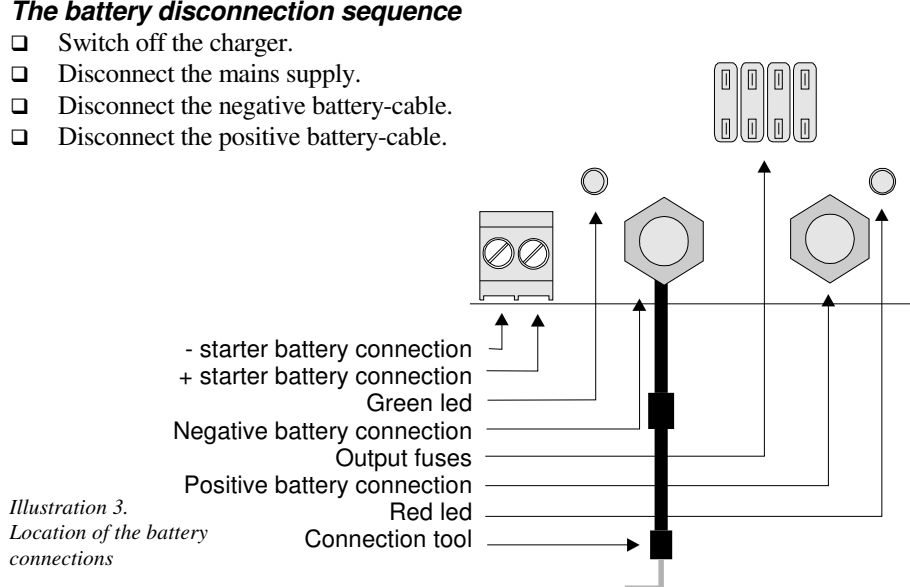 The battery disconnection sequence
❑ Switch off the charger.
❑ Disconnect the mains supply.
❑ Disconnect the negative battery-cable.
❑ Disconnect the positive battery-cable.
- starter battery connection
+ starter battery connection
Green led
Negative battery connection
Output fuses
Positive battery connection
Red led
Connection tool
Illustration 3.
Location of the battery
connections